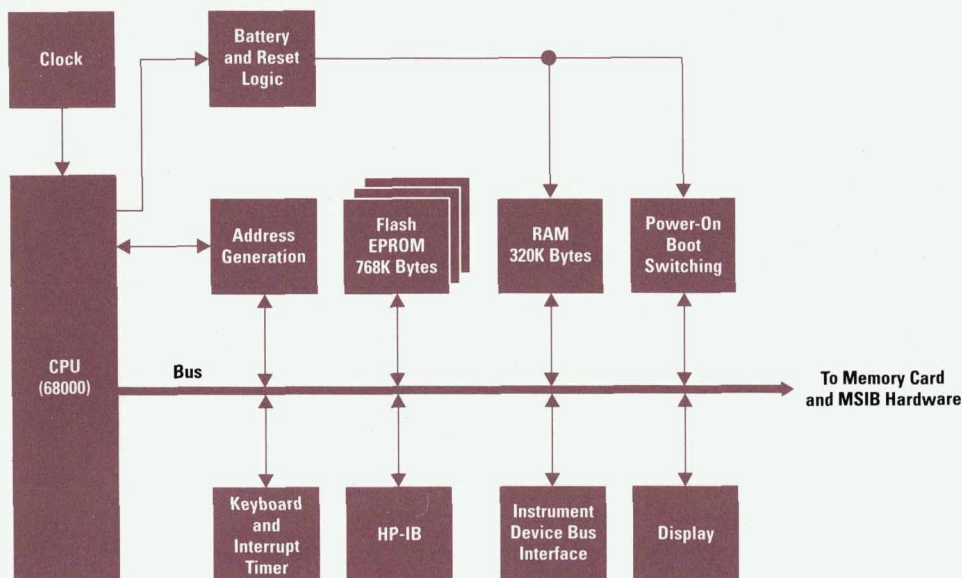 Clock
Battery
and Reset
Logic
Address
Generation
Flash
EPROM
768K Bytes
RAM
320K Bytes
Power-On
Boot
Switching
CPU
(68000)
Bus
To Memory Card
and MSIB Hardware
Keyboard
and
Interrupt
Timer
HP-IB
Instrument
Device Bus
Interface
Display